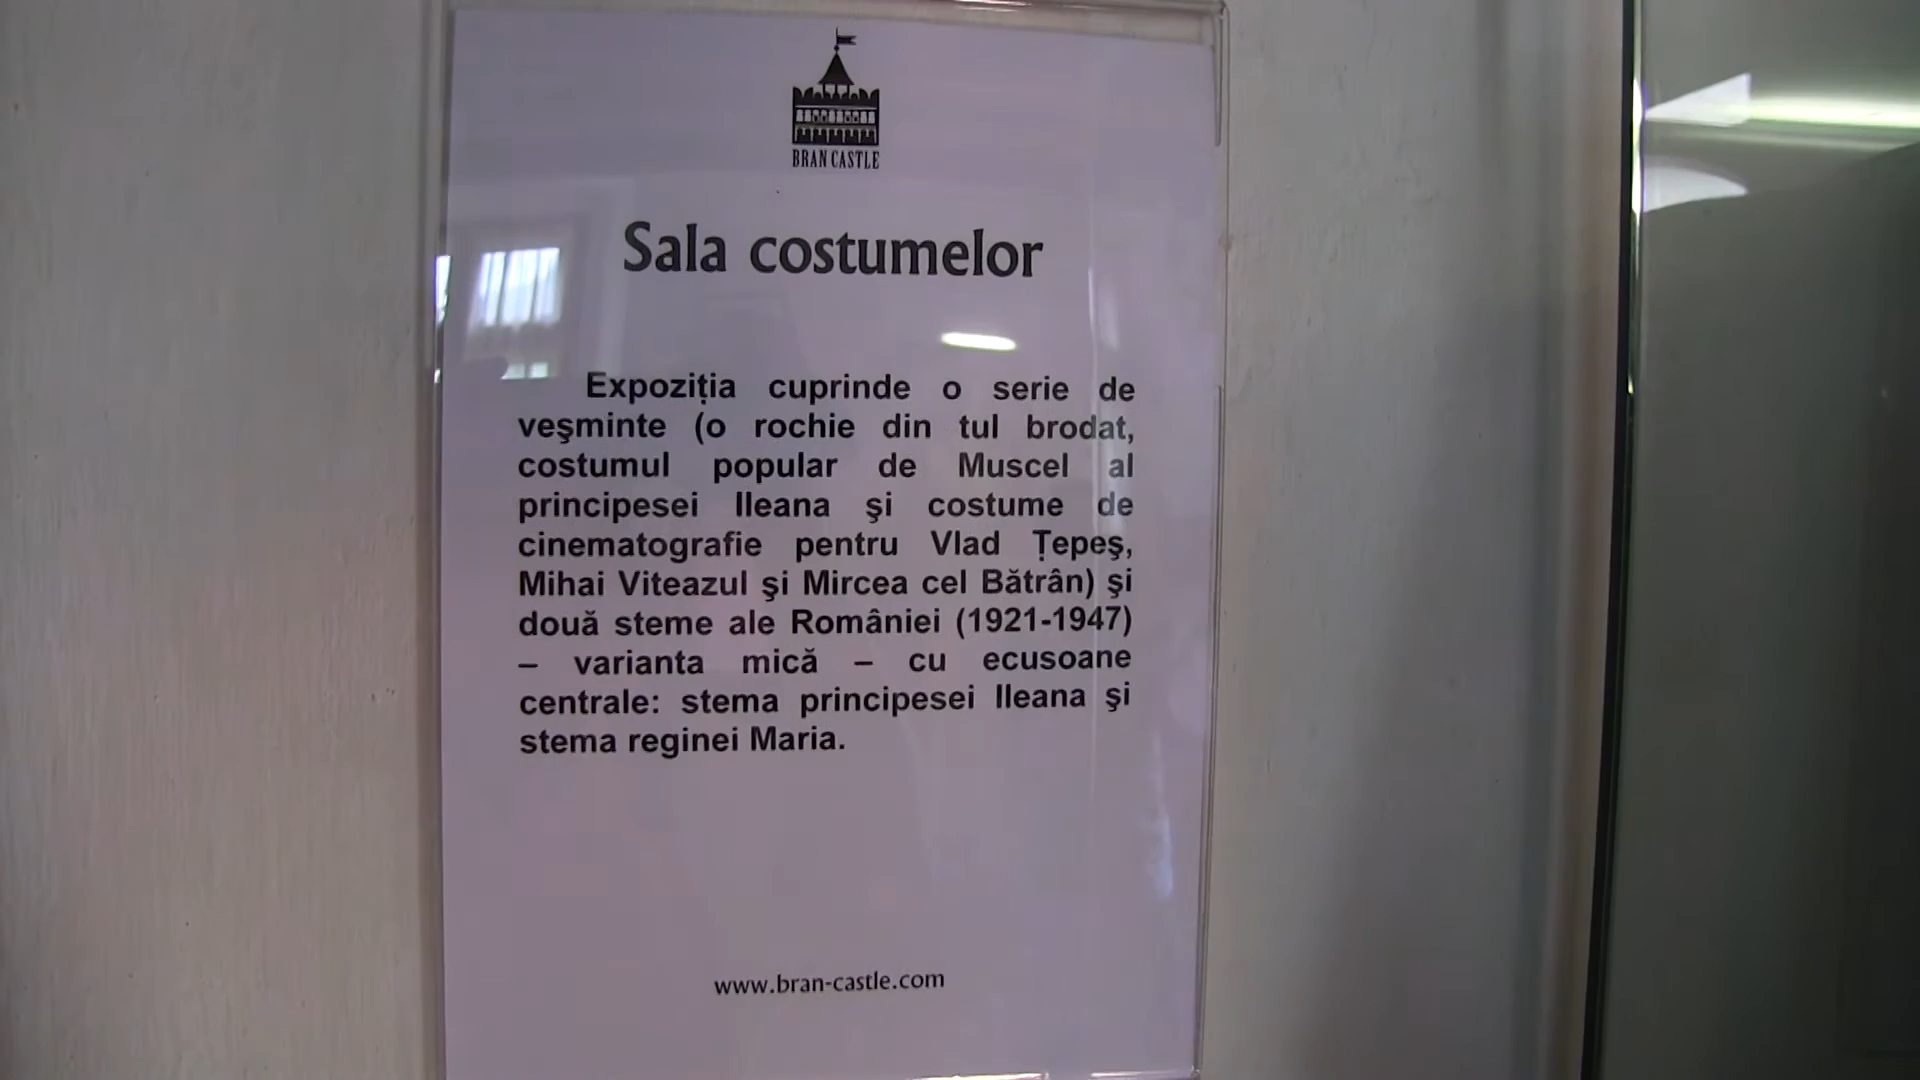 BRAN CASTLE
Sala costumelor
Expoziția cuprinde o serie de
veşminte (o rochie din tul brodat,
costumul popular de Muscel al
principesei Ileana şi costume de
cinematografie pentru Vlad Țepeş,
Mihai Viteazul şi Mircea cel Bătrân) şi
două steme ale României (1921-1947)
– varianta mică – cu ecusoane
centrale: stema principesei Ileana şi
stema reginei Maria.
www.bran-castle.com